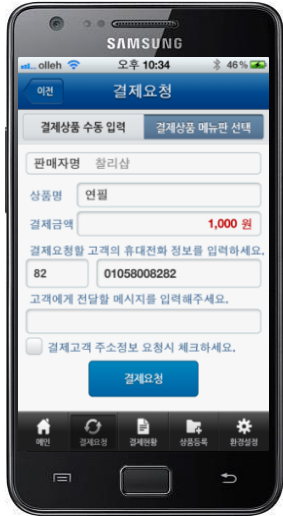 SAMSUNG
olleh 오후 10:34 46%
이전 결제요청
결제상품 수동 입력 결제상품 메뉴판 선택
판매자명 찰리샵
상품명 연필
결제금액 1,000 원
결제요청할 고객의 휴대전화 정보를 입력하세요.
82 01058008282
고객에게 전달할 메시지를 입력해주세요.
결제고객 주소정보 요청시 체크하세요.
결제요청
메인 결제요청 결제현황 상품등록 환경설정